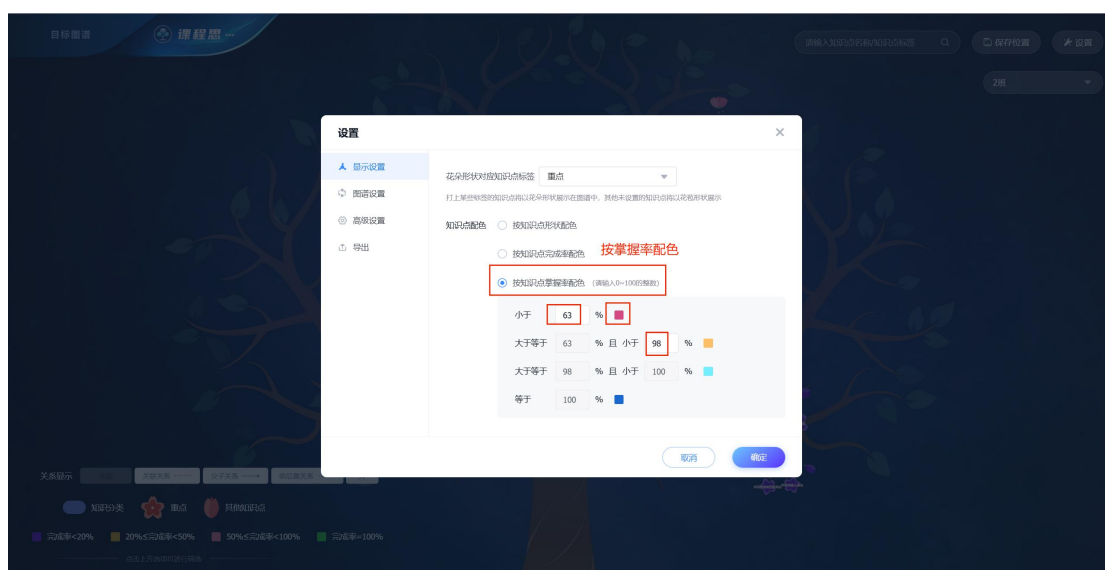 目标图谱
课程思…
请输入知识点名称/知识点标签
保存位置
设置
2班
设置
显示设置
图谱设置
高级设置
导出
花朵形状对应知识点标签 重点
打上某些标签的知识点将以花朵形状展示在图谱中，其他未设置的知识点将以花苞形状展示
知识点配色 按知识点形状配色
按知识点完成率配色 按掌握率配色
按知识点掌握率配色 （请输入0~100的整数）
小于 63 %
大于等于 63 % 且 小于 98 %
大于等于 98 % 且 小于 100 %
等于 100 %
取消
确定
关系显示 关联关系 父子关系
知识分类 重点 其他知识点
完成率<20% 20%≤完成率<50% 50%≤完成率<100% 完成率=100%